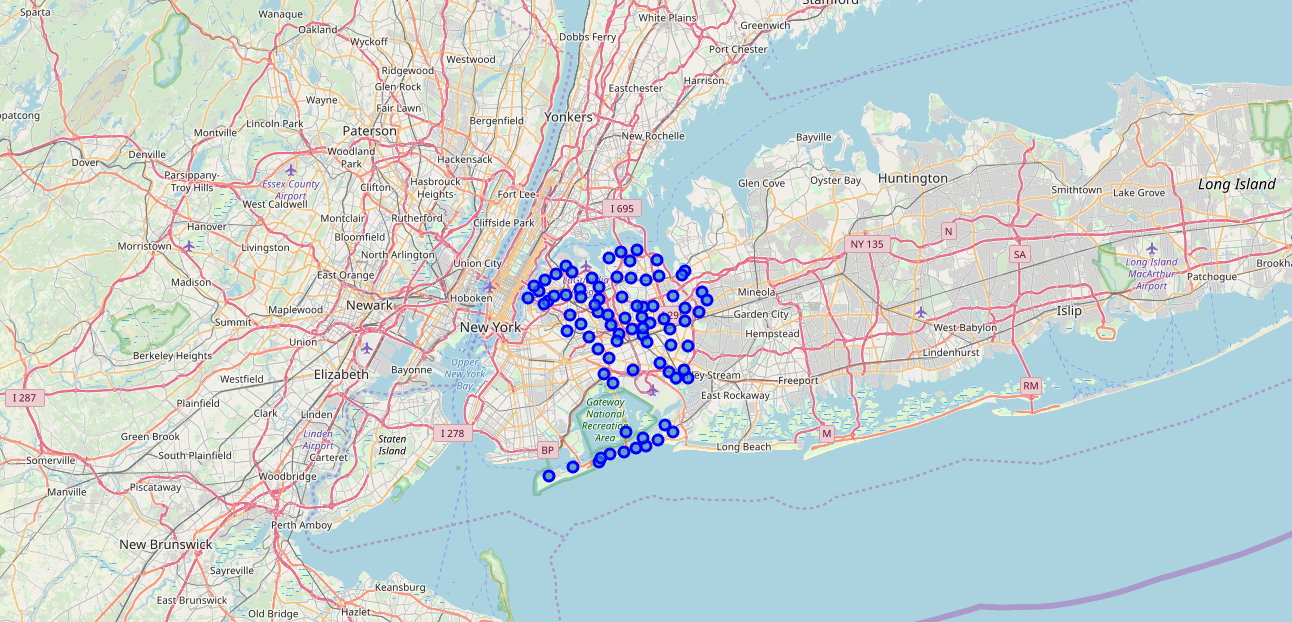 Sparta
Wanaque
Oakland
Wyckoff
Westwood
Dobbs Ferry
White Plains
Greenwich
Port Chester
Ridgewood
Glen Rock
Harrison
Eastchester
Wayne
Fair Lawn
Bergenfield
Yonkers
opatcong
Lincoln Park
Montville
Paterson
New Rochelle
Bayville
Denville
Dover
Woodland
Park
Hackensack
Parsippany-
Troy Hills
Essex County
Airport
Clifton
Hasbrouck
Heights
Fort Lee
Glen Cove
Oyster Bay
Huntington
Smithtown
Lake Grove
Long Island
West Caldwell
I 695
Montclair
Rutherford
Cliffside Park
Bloomfield
N
NY 135
SA
Morristown
Livingston
North Arlington
Union City
Long Island
MacArthur
Airport
Patchogue
Brookh
Madison
East Orange
Newark
Hoboken
Mineola
Garden City
Islip
Summit
New York
Hempstead
West Babylon
Union
Berkeley Heights
Lindenhurst
Elizabeth
Bayonne
Upper
New York
Bay
Westfield
ey Stream
Freeport
RM
I 287
East Rockaway
Plainfield
Clark
Linden
Gateway
National
Recreation
Area
Green Brook
Linden
Airport
Staten
Island
I 278
M
South Plainfield
Carteret
BP
Long Beach
Somerville
Woodbridge
Manville
Piscataway
Perth Amboy
New Brunswick
Sayreville
Keansburg
East Brunswick
Old Bridge
Hazlet